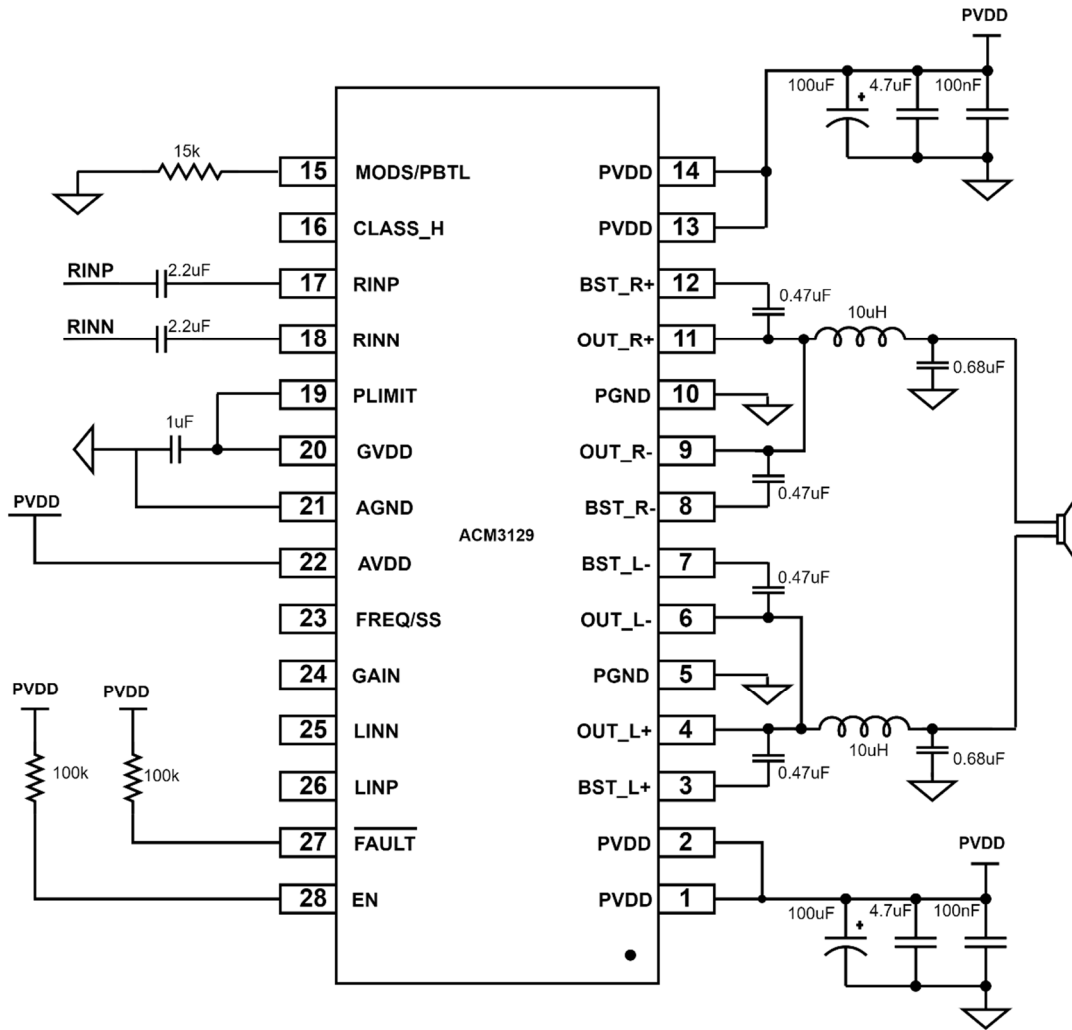 PVDD
100uF
4.7uF
100nF
15k
15 MODS/PBTL
PVDD 14
16 CLASS_H
PVDD 13
RINP
2.2uF
17 RINP
BST_R+ 12
0.47uF
RINN
2.2uF
18 RINN
OUT_R+ 11
10uH
0.68uF
19 PLIMIT
PGND 10
1uF
20 GVDD
OUT_R- 9
0.47uF
PVDD
21 AGND
BST_R- 8
ACM3129
22 AVDD
BST_L- 7
0.47uF
23 FREQ/SS
OUT_L- 6
24 GAIN
PGND 5
PVDD
PVDD
25 LINN
OUT_L+ 4
10uH
0.68uF
100k
100k
26 LINP
BST_L+ 3
0.47uF
27 FAULT
PVDD 2
PVDD
28 EN
PVDD 1
100uF
4.7uF
100nF